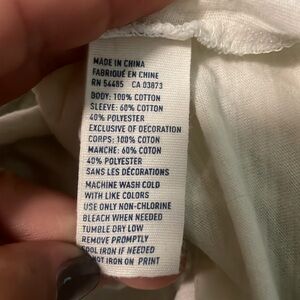 MADE IN CHINA
FABRIQUÉ EN CHINE
RN 54485 CA 03873
BODY: 100% COTTON
SLEEVE: 60% COTTON
40% POLYESTER
EXCLUSIVE OF DECORATION
CORPS: 100% COTON
MANCHE: 60% COTON
40% POLYESTER
SANS LES DÉCORATIONS
MACHINE WASH COLD
WITH LIKE COLORS
USE ONLY NON-CHLORINE
BLEACH WHEN NEEDED
TUMBLE DRY LOW
REMOVE PROMPTLY
OOL IRON IF NEEDED
OT IRON ON PRINT